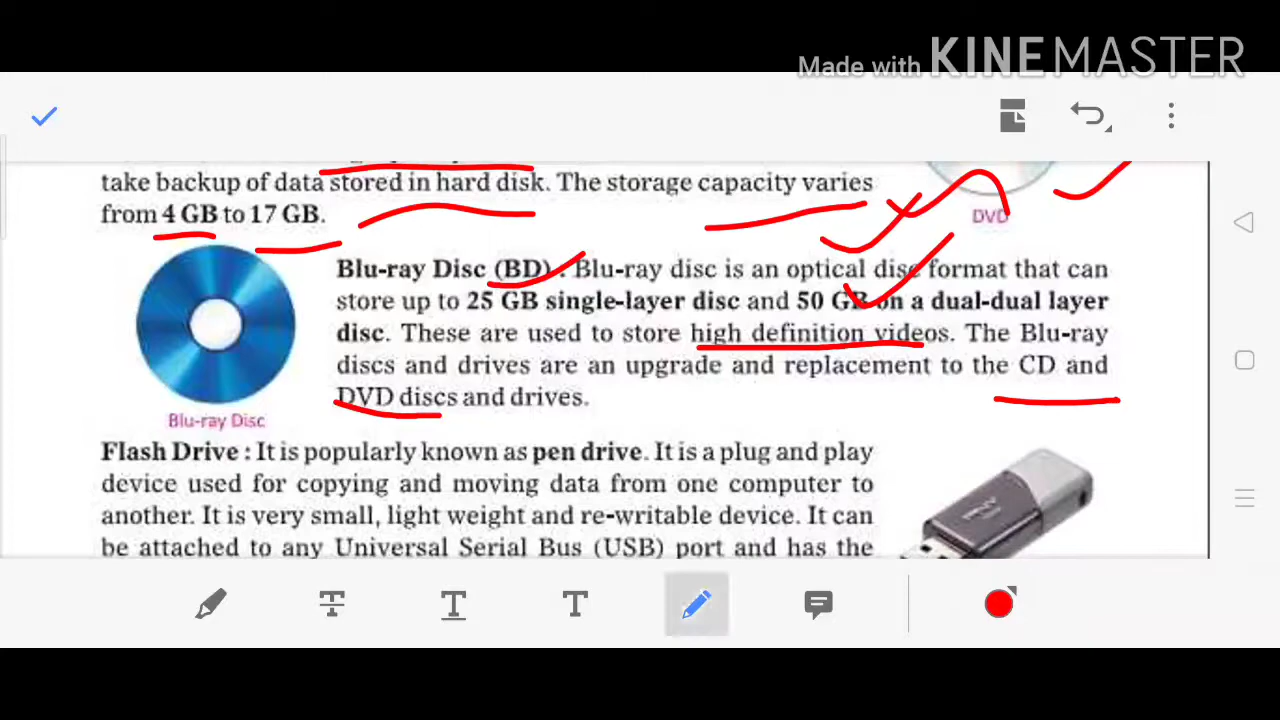 Made with KINEMASTER
take backup of data stored in hard disk. The storage capacity varies
from 4 GB to 17 GB.
DVD
Blu-ray Disc (BD) : Blu-ray disc is an optical disc format that can
store up to 25 GB single-layer disc and 50 GB on a dual-dual layer
disc. These are used to store high definition videos. The Blu-ray
discs and drives are an upgrade and replacement to the CD and
DVD discs and drives.
Blu-ray Disc
Flash Drive : It is popularly known as pen drive. It is a plug and play
device used for copying and moving data from one computer to
another. It is very small, light weight and re-writable device. It can
be attached to any Universal Serial Bus (USB) port and has the